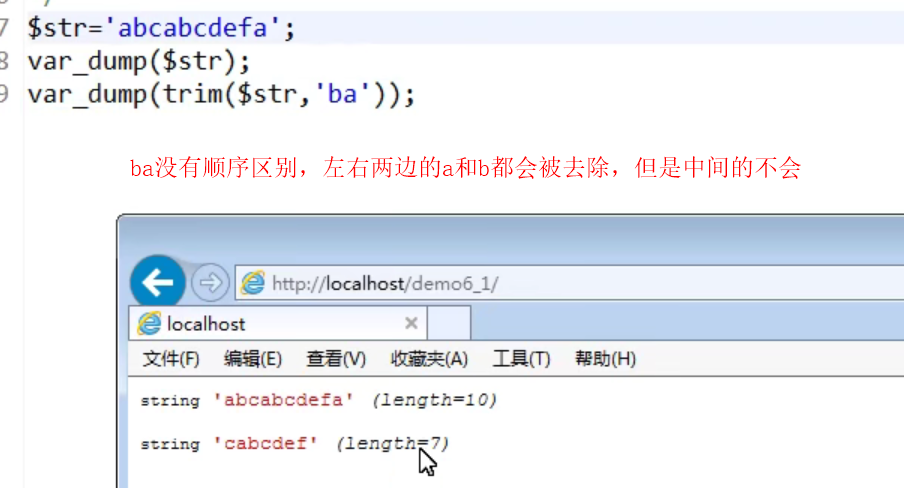 7 $str='abcabcdefa';
8 var_dump($str);
9 var_dump(trim($str,'ba'));
ba没有顺序区别，左右两边的a和b都会被去除，但是中间的不会
http://localhost/demo6_1/
localhost
文件(F) 编辑(E) 查看(V) 收藏夹(A) 工具(T) 帮助(H)
string 'abcabcdefa' (length=10)
string 'cabcdef' (length=7)